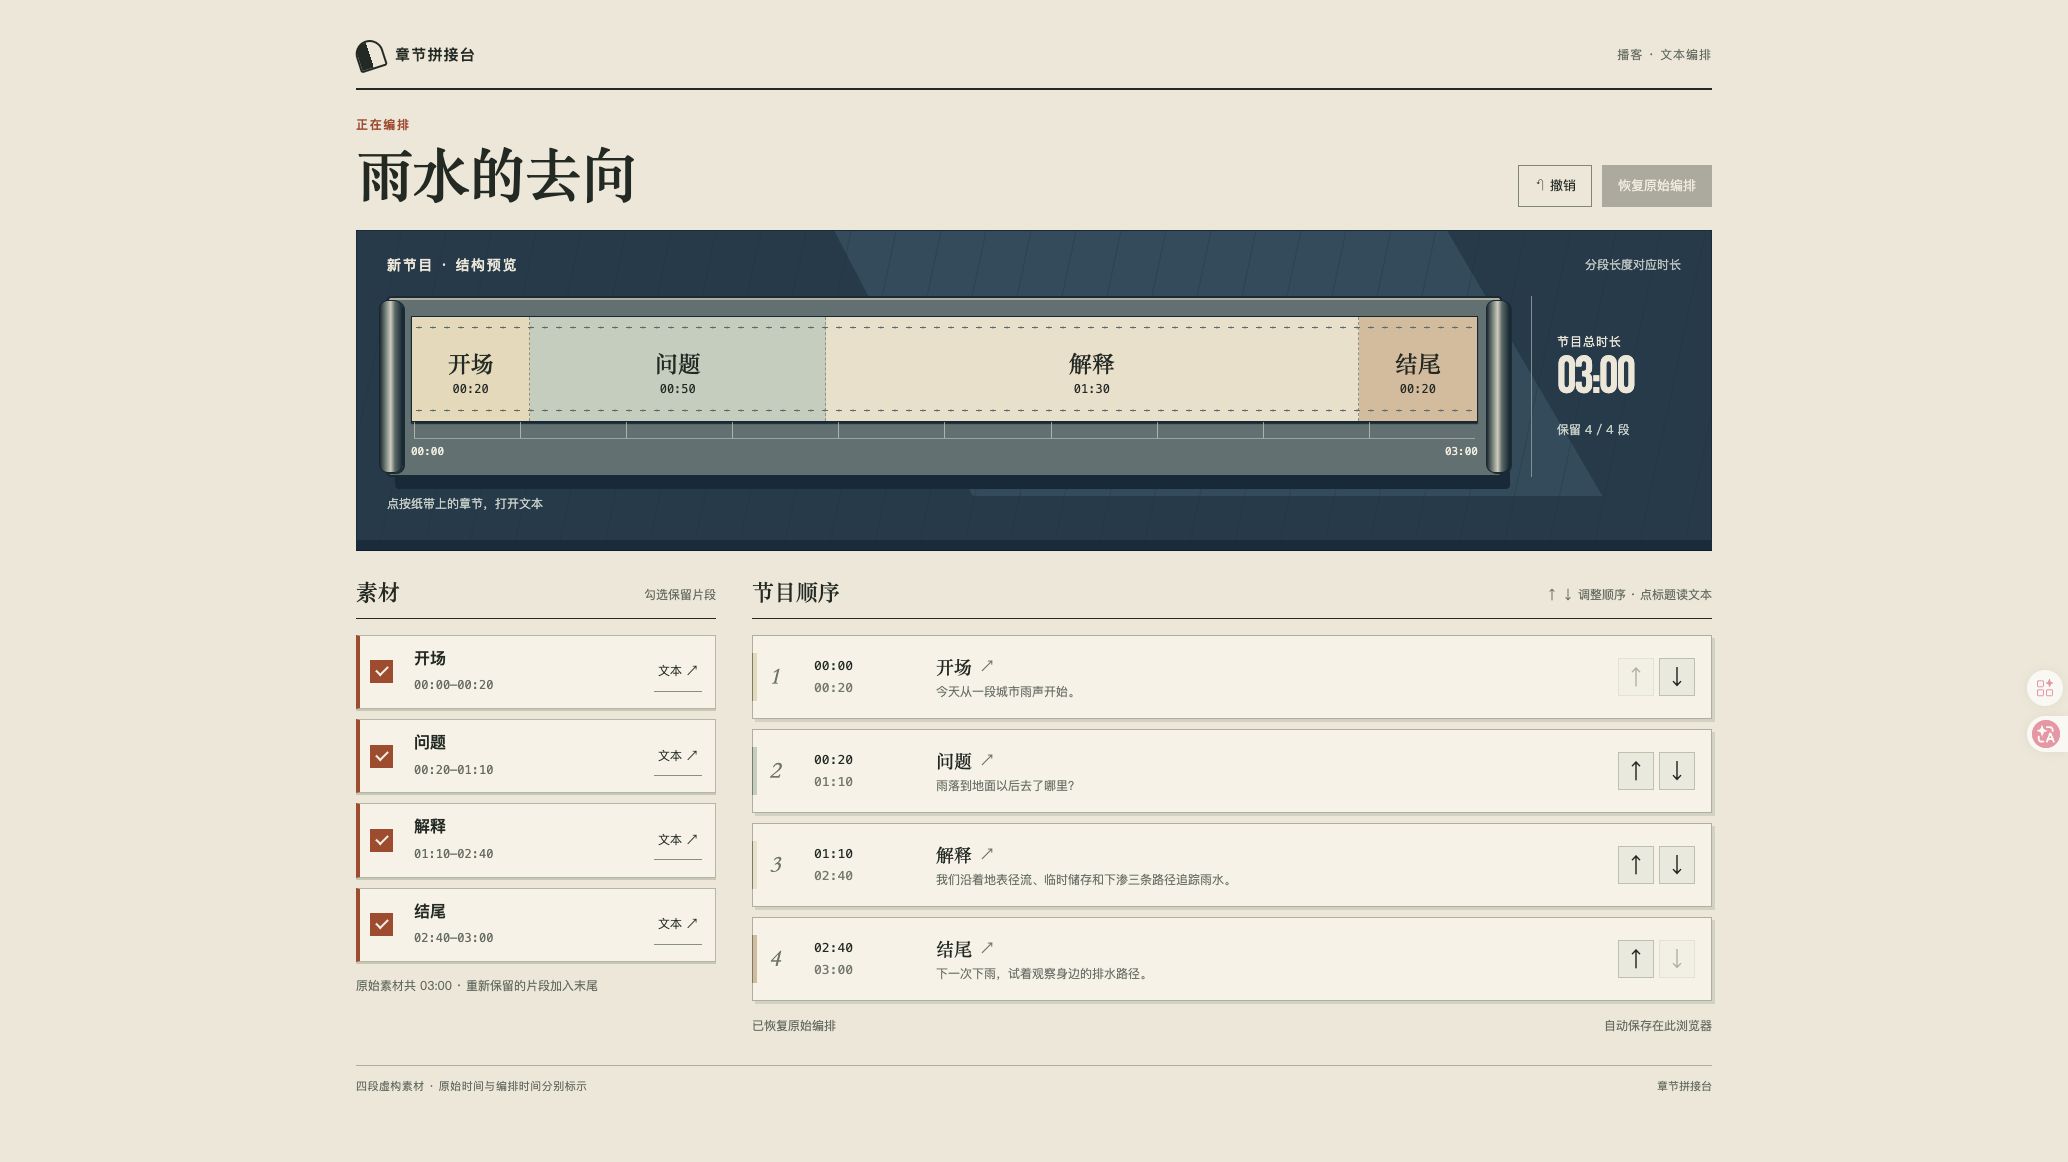 章节拼接台
播客 · 文本编排
正在编排
雨水的去向
撤销
恢复原始编排
新节目 · 结构预览
分段长度对应时长
开场
00:20
问题
00:50
解释
01:30
结尾
00:20
00:00
03:00
节目总时长
03:00
保留 4 / 4 段
点按纸带上的章节，打开文本
素材
勾选保留片段
开场
00:00—00:20
文本 ↗
问题
00:20—01:10
文本 ↗
解释
01:10—02:40
文本 ↗
结尾
02:40—03:00
文本 ↗
原始素材共 03:00 · 重新保留的片段加入末尾
节目顺序
↑ ↓ 调整顺序 · 点标题读文本
1
00:00
00:20
开场 ↗
今天从一段城市雨声开始。
↑ ↓
2
00:20
01:10
问题 ↗
雨落到地面以后去了哪里？
↑ ↓
3
01:10
02:40
解释 ↗
我们沿着地表径流、临时储存和下渗三条路径追踪雨水。
↑ ↓
4
02:40
03:00
结尾 ↗
下一次下雨，试着观察身边的排水路径。
↑ ↓
已恢复原始编排
自动保存在此浏览器
四段虚构素材 · 原始时间与编排时间分别标示
章节拼接台